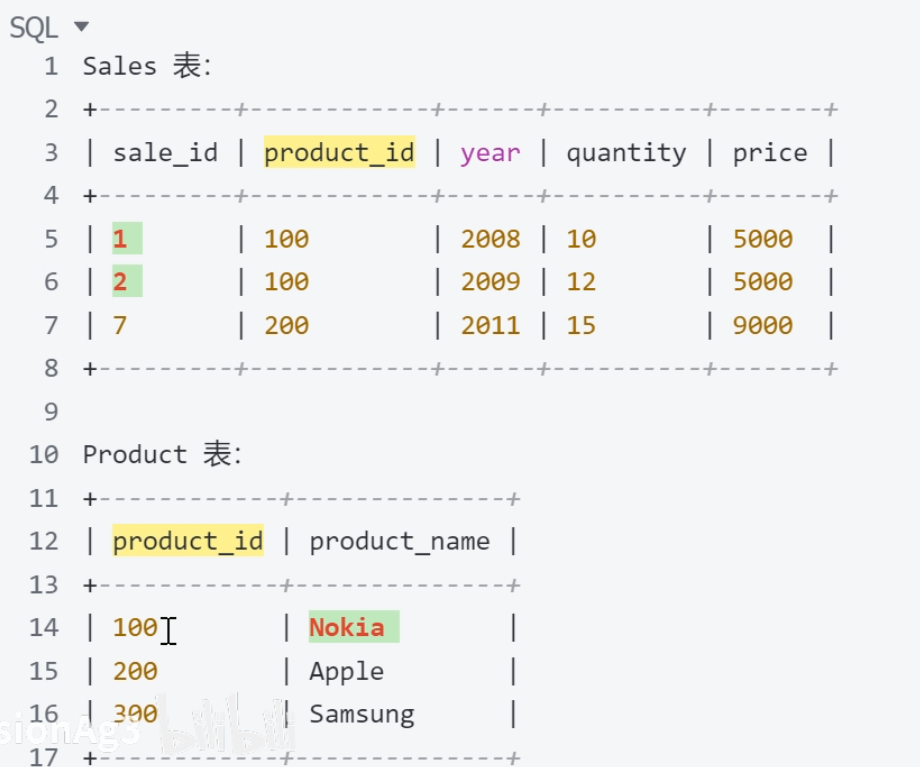 SQL
1 Sales 表:
2 +---------+------------+------+----------+-------+
3 | sale_id | product_id | year | quantity | price |
4 +---------+------------+------+----------+-------+
5 | 1 | 100 | 2008 | 10 | 5000 |
6 | 2 | 100 | 2009 | 12 | 5000 |
7 | 7 | 200 | 2011 | 15 | 9000 |
8 +---------+------------+------+----------+-------+
9
10 Product 表:
11 +------------+--------------+
12 | product_id | product_name |
13 +------------+--------------+
14 | 100 | Nokia |
15 | 200 | Apple |
16 | 300 | Samsung |
sionAg3 bilibili
17 +------------+--------------+